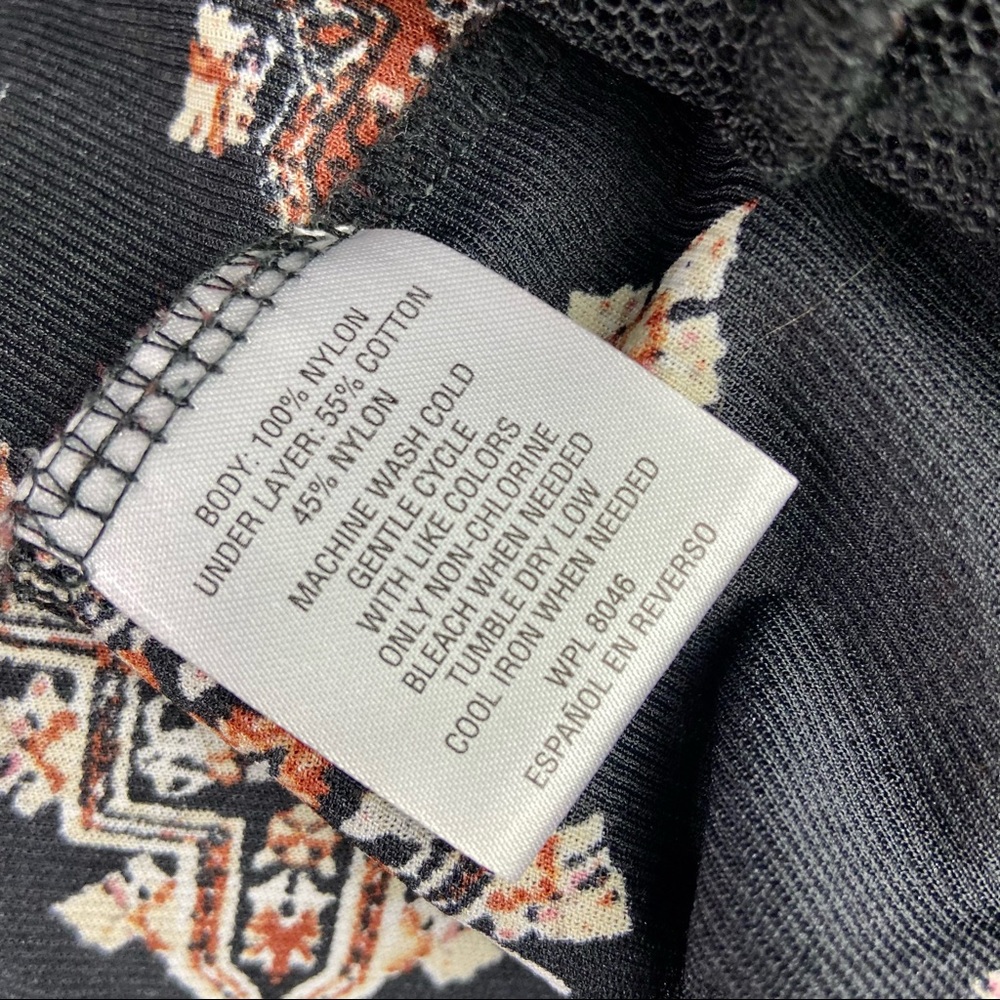 BODY: 100% NYLON
UNDER LAYER: 55% COTTON
45% NYLON
MACHINE WASH COLD
GENTLE CYCLE
WITH LIKE COLORS
ONLY NON-CHLORINE
BLEACH WHEN NEEDED
TUMBLE DRY LOW
COOL IRON WHEN NEEDED
WPL 8046
ESPAÑOL EN REVERSO